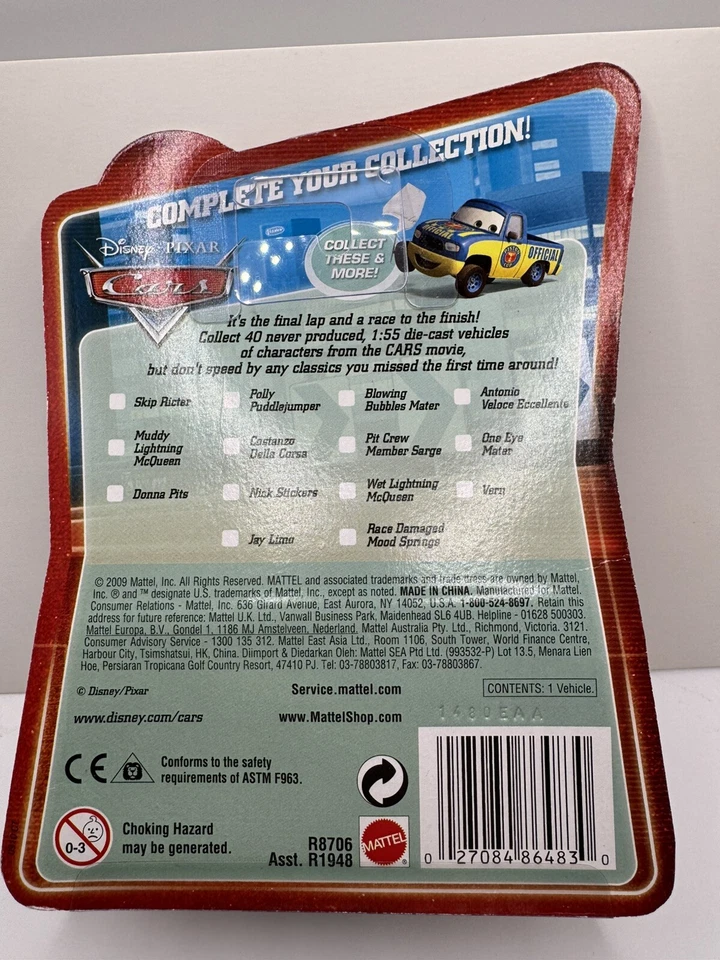 COMPLETE YOUR COLLECTION!
DISNEY PIXAR
Cars
COLLECT
THESE &
MORE!
OFFICIAL
OFFICIAL
It's the final lap and a race to the finish!
Collect 40 never produced, 1:55 die-cast vehicles
of characters from the CARS movie,
but don't speed by any classics you missed the first time around!
Skip Ricter
Polly
Puddlejumper
Blowing
Bubbles Mater
Antonio
Veloce Eccellente
Muddy
Lightning
McQueen
Costanzo
Della Corsa
Pit Crew
Member Sarge
One Eye
Mater
Donna Pits
Nick Stickers
Wet Lightning
McQueen
Vern
Jay Limo
Race Damaged
Mood Springs
© 2009 Mattel, Inc. All Rights Reserved. MATTEL and associated trademarks and trade dress are owned by Mattel,
Inc. ® and ™ designate U.S. trademarks of Mattel, Inc., except as noted. MADE IN CHINA. Manufactured for Mattel.
Consumer Relations - Mattel, Inc. 636 Girard Avenue, East Aurora, NY 14052, U.S.A. 1-800-524-8697. Retain this
address for future reference: Mattel U.K. Ltd., Vanwall Business Park, Maidenhead SL6 4UB. Helpline - 01628 500303.
Mattel Europa, B.V., Gondel 1, 1186 MJ Amstelveen, Nederland. Mattel Australia Pty. Ltd., Richmond, Victoria. 3121.
Consumer Advisory Service - 1300 135 312. Mattel East Asia Ltd., Room 1106, South Tower, World Finance Centre,
Harbour City, Tsimshatsui, HK, China. Diimport & Diedarkan Oleh: Mattel SEA Ptd Ltd. (993532-P) Lot 13.5, Menara Lien
Hoe, Persiaran Tropicana Golf Country Resort, 47410 PJ. Tel: 03-78803817, Fax: 03-78803867.
© Disney/Pixar
Service.mattel.com
CONTENTS: 1 Vehicle.
www.disney.com/cars
www.MattelShop.com
1480EAA
CE
Conforms to the safety
requirements of ASTM F963.
0-3
Choking Hazard
may be generated.
R8706
Asst. R1948
MATTEL
0 27084 86483 0